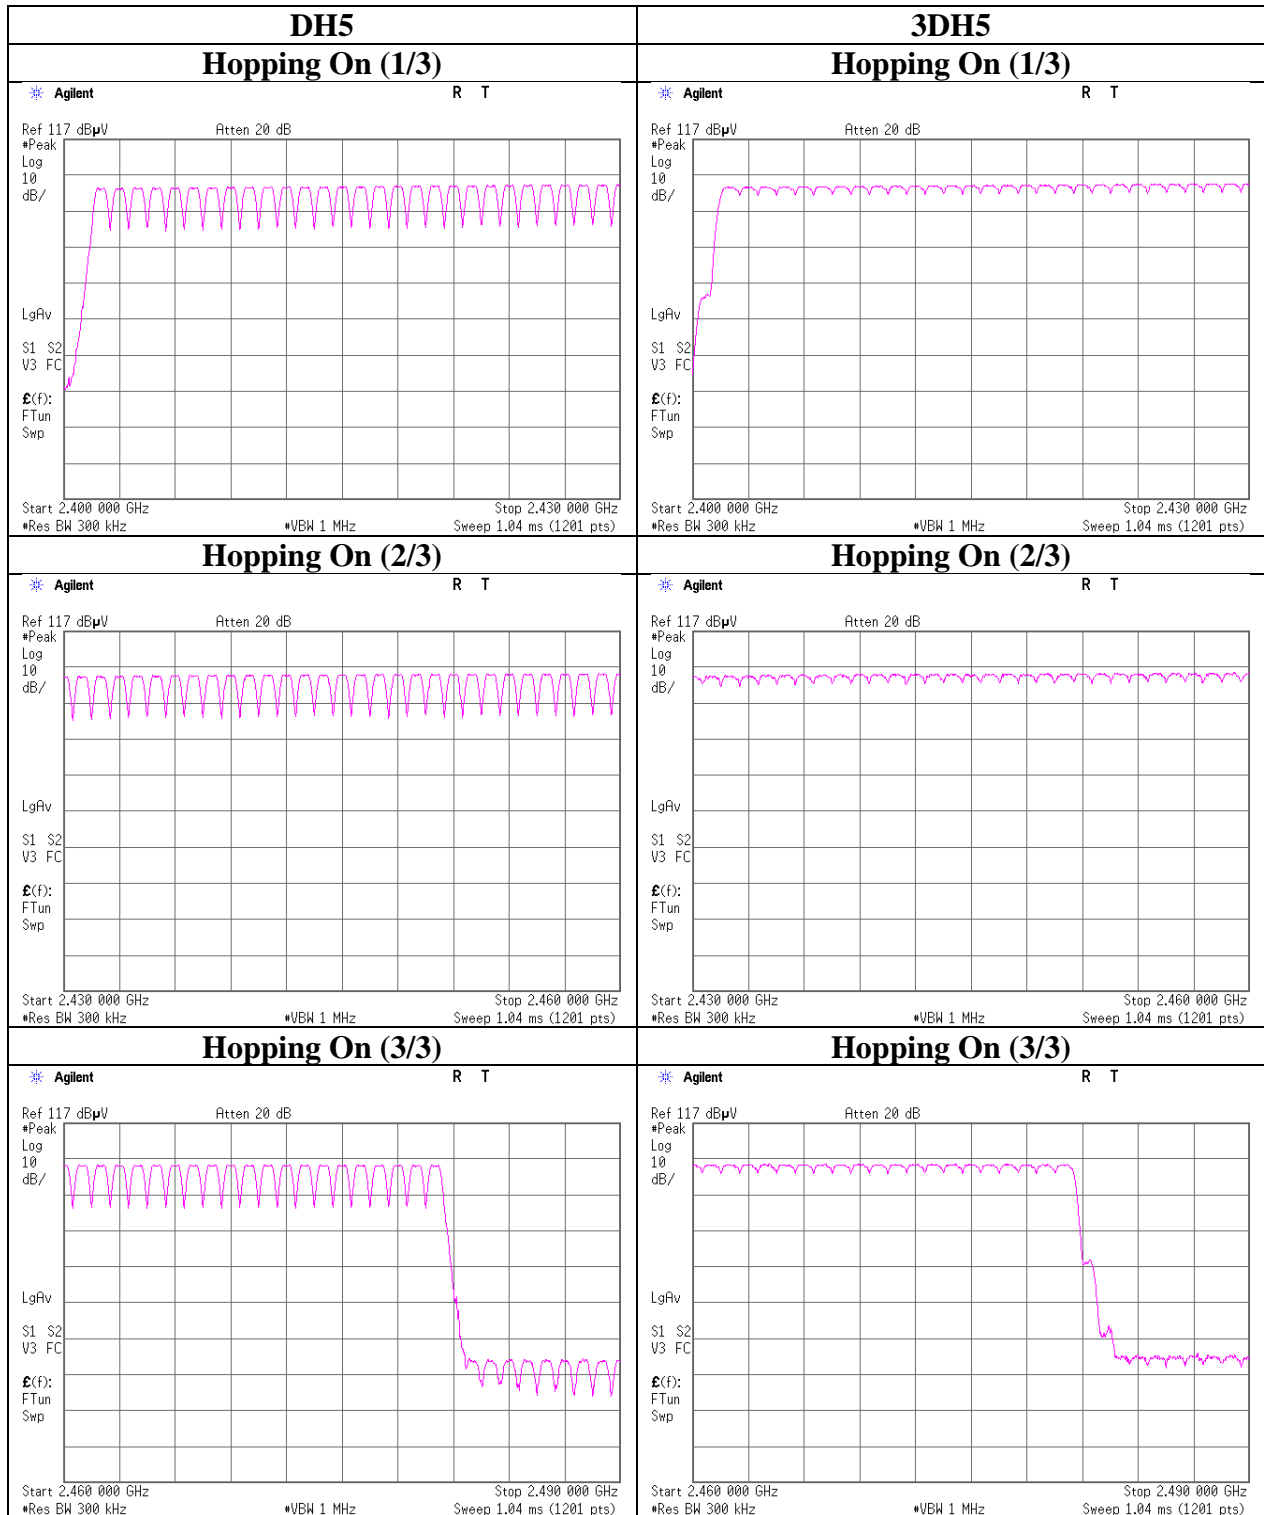 DH5 3DH5
Hopping On (1/3) Hopping On (1/3)
Agilent R T
Ref 117 dBµV Atten 20 dB
#Peak
Log
10
dB/
LgAv
S1 S2
V3 FC
£(f):
FTun
Swp
Start 2.400 000 GHz Stop 2.430 000 GHz
#Res BW 300 kHz #VBW 1 MHz Sweep 1.04 ms (1201 pts)
Agilent R T
Ref 117 dBµV Atten 20 dB
#Peak
Log
10
dB/
LgAv
S1 S2
V3 FC
£(f):
FTun
Swp
Start 2.400 000 GHz Stop 2.430 000 GHz
#Res BW 300 kHz #VBW 1 MHz Sweep 1.04 ms (1201 pts)
Hopping On (2/3) Hopping On (2/3)
Agilent R T
Ref 117 dBµV Atten 20 dB
#Peak
Log
10
dB/
LgAv
S1 S2
V3 FC
£(f):
FTun
Swp
Start 2.430 000 GHz Stop 2.460 000 GHz
#Res BW 300 kHz #VBW 1 MHz Sweep 1.04 ms (1201 pts)
Agilent R T
Ref 117 dBµV Atten 20 dB
#Peak
Log
10
dB/
LgAv
S1 S2
V3 FC
£(f):
FTun
Swp
Start 2.430 000 GHz Stop 2.460 000 GHz
#Res BW 300 kHz #VBW 1 MHz Sweep 1.04 ms (1201 pts)
Hopping On (3/3) Hopping On (3/3)
Agilent R T
Ref 117 dBµV Atten 20 dB
#Peak
Log
10
dB/
LgAv
S1 S2
V3 FC
£(f):
FTun
Swp
Start 2.460 000 GHz Stop 2.490 000 GHz
#Res BW 300 kHz #VBW 1 MHz Sweep 1.04 ms (1201 pts)
Agilent R T
Ref 117 dBµV Atten 20 dB
#Peak
Log
10
dB/
LgAv
S1 S2
V3 FC
£(f):
FTun
Swp
Start 2.460 000 GHz Stop 2.490 000 GHz
#Res BW 300 kHz #VBW 1 MHz Sweep 1.04 ms (1201 pts)